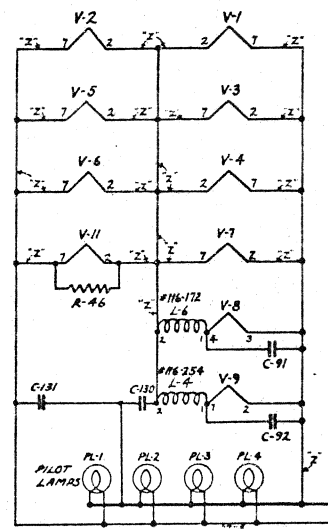 V-2 V-1
"Z" 7 2 "Z" 2 7 "Z"
V-5 V-3
"Z" 7 2 "Z" "Z" 7 2 "Z"
V-6 V-4
"Z" 7 2 "Z" "Z" 2 7 "Z"
V-11 V-7
"Z" 7 2 "Z" "Z" 7 2 "Z"
R-46
"Z" #116-172 V-8
L-6
2 1 4 3
C-91
#116-254 V-9
C-131 C-130 L-4
2 1 7 2
C-92
PL-1 PL-2 PL-3 PL-4 "Z"
PILOT
LAMPS